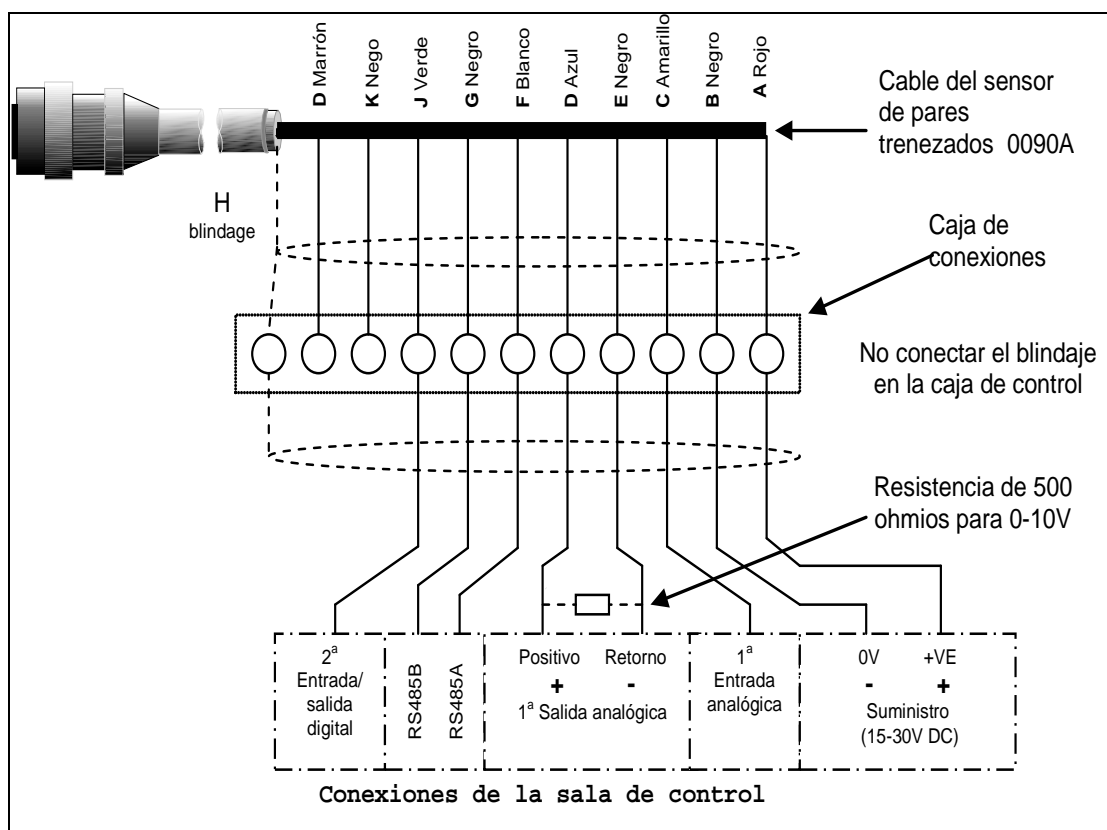 D Marrón
K Nego
J Verde
G Negro
F Blanco
D Azul
E Negro
C Amarillo
B Negro
A Rojo
Cable del sensor
de pares
trenezados 0090A
H
blindage
Caja de
conexiones
No conectar el blindaje
en la caja de control
Resistencia de 500
ohmios para 0-10V
2ª
Entrada/
salida
digital
RS485B
RS485A
Positivo
Retorno
+
-
1ª Salida analógica
1ª
Entrada
analógica
0V
+VE
-
+
Suministro
(15-30V DC)
Conexiones de la sala de control